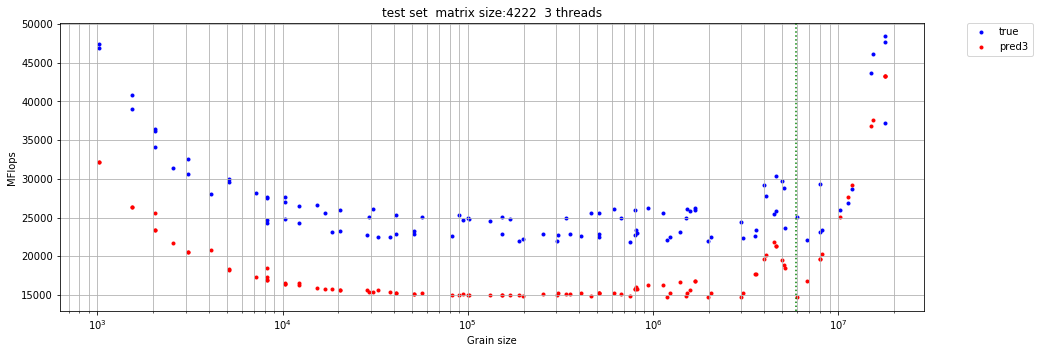 test set  matrix size:4222  3 threads
50000
45000
40000
35000
30000
25000
20000
15000
MFlops
10³
10⁴
10⁵
10⁶
10⁷
Grain size
true
pred3